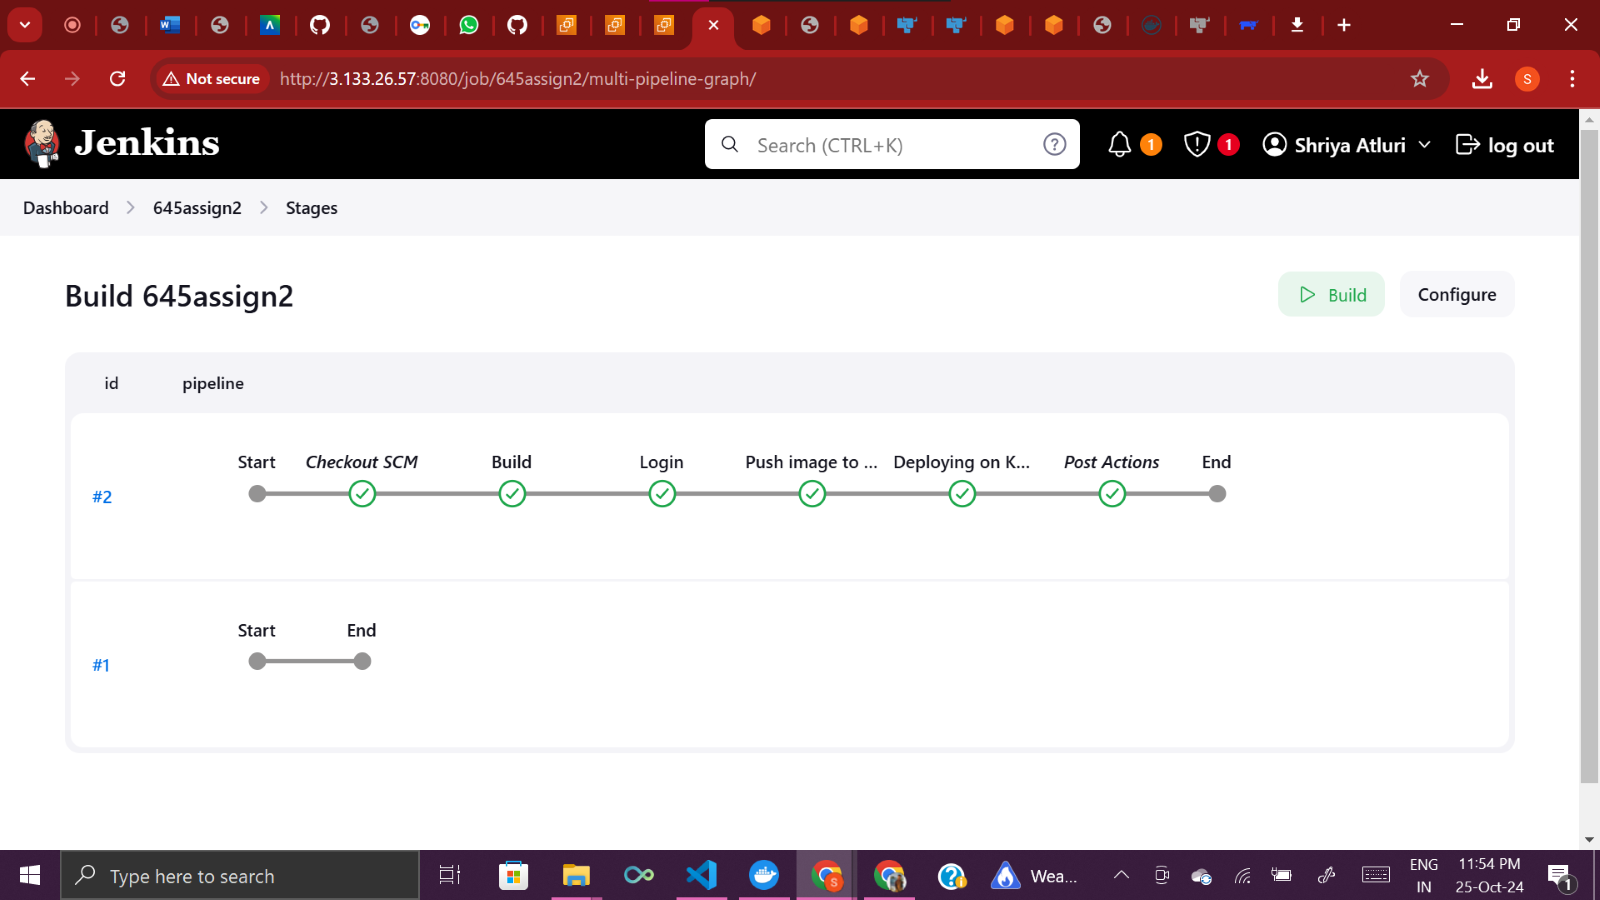 Not secure http://3.133.26.57:8080/job/645assign2/multi-pipeline-graph/ S
Jenkins Search (CTRL+K) 1 1 Shriya Atluri log out
Dashboard 645assign2 Stages
Build 645assign2 Build Configure
id pipeline
Start Checkout SCM Build Login Push image to ... Deploying on K... Post Actions End
#2
Start End
#1
Type here to search Wea... ENG 11:54 PM
IN 25-Oct-24 1